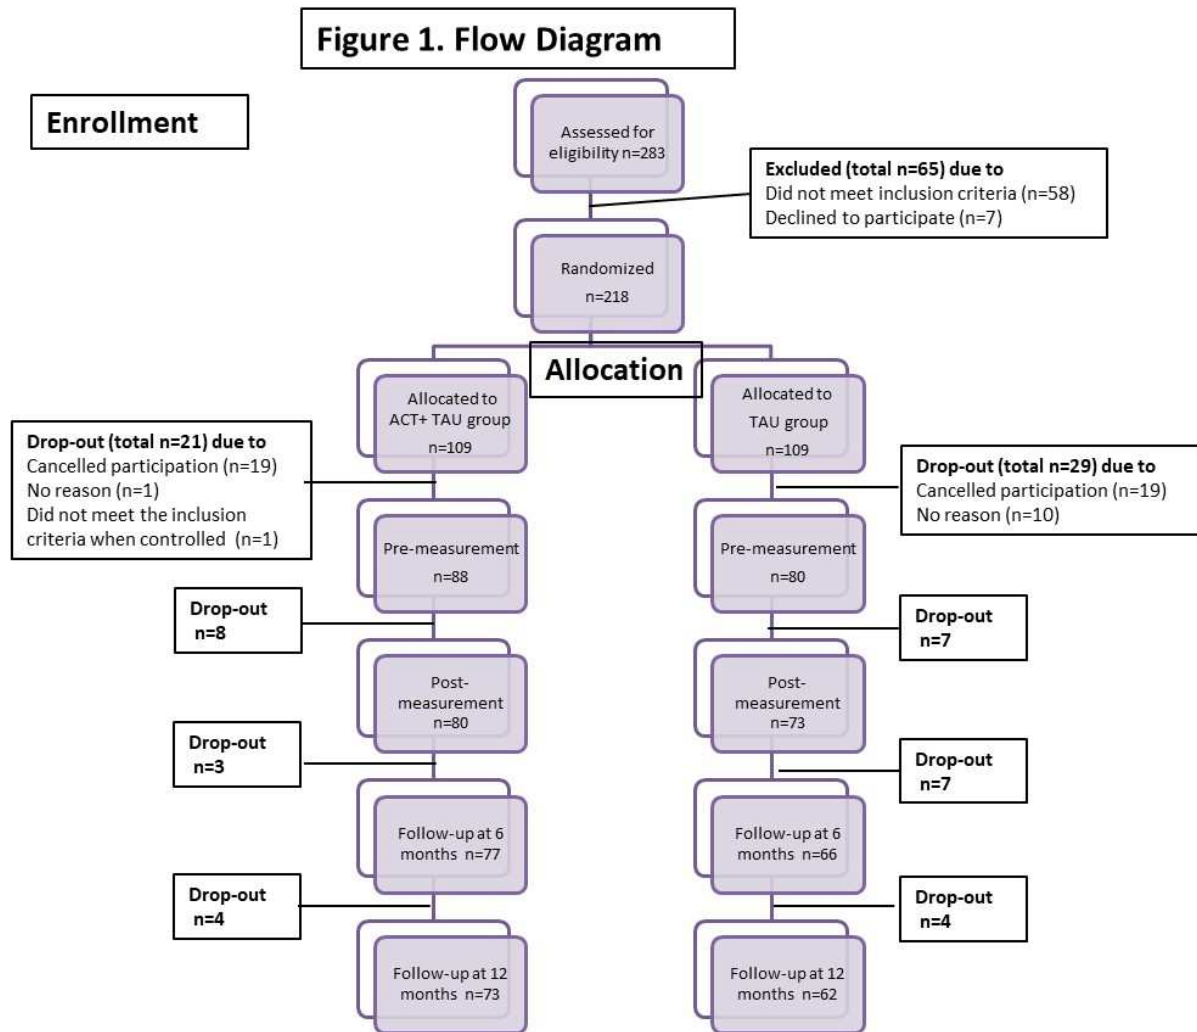 Figure 1. Flow Diagram
Enrollment
Assessed for
eligibility n=283
Excluded (total n=65) due to
Did not meet inclusion criteria (n=58)
Declined to participate (n=7)
Randomized
n=218
Allocation
Allocated to
ACT+ TAU group
n=109
Allocated to
TAU group
n=109
Drop-out (total n=21) due to
Cancelled participation (n=19)
No reason (n=1)
Did not meet the inclusion
criteria when controlled (n=1)
Drop-out (total n=29) due to
Cancelled participation (n=19)
No reason (n=10)
Pre-measurement
n=88
Pre-measurement
n=80
Drop-out
n=8
Drop-out
n=7
Post-
measurement
n=80
Post-
measurement
n=73
Drop-out
n=3
Drop-out
n=7
Follow-up at 6
months n=77
Follow-up at 6
months n=66
Drop-out
n=4
Drop-out
n=4
Follow-up at 12
months n=73
Follow-up at 12
months n=62